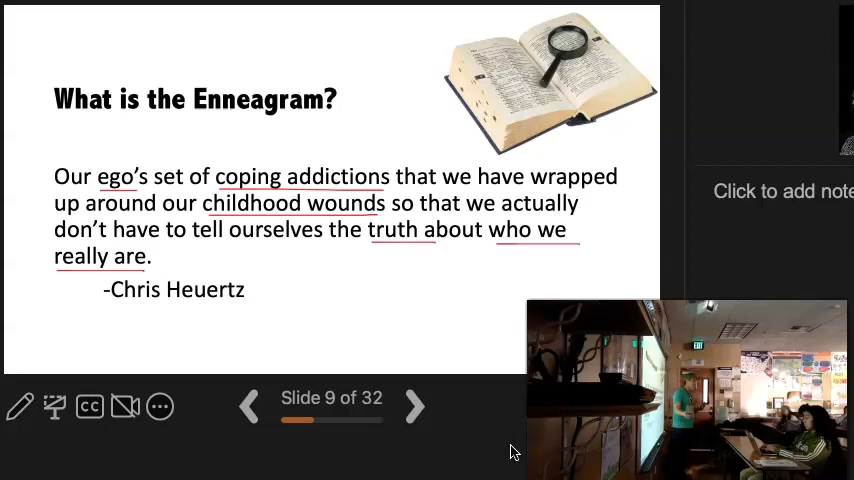 What is the Enneagram?
Our ego's set of coping addictions that we have wrapped
up around our childhood wounds so that we actually
don't have to tell ourselves the truth about who we
really are.
-Chris Heuertz
Click to add note
CC
Slide 9 of 32
EXIT